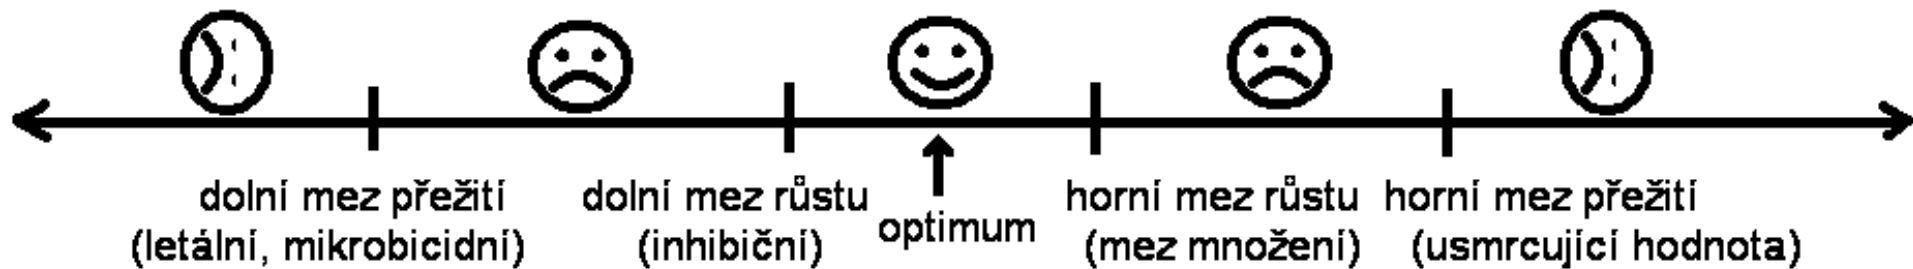 dolní mez přežití
(letální, mikrobicidní)
dolní mez růstu
(inhibiční)
optimum
horní mez růstu
(mez množení)
horní mez přežití
(usmrcující hodnota)